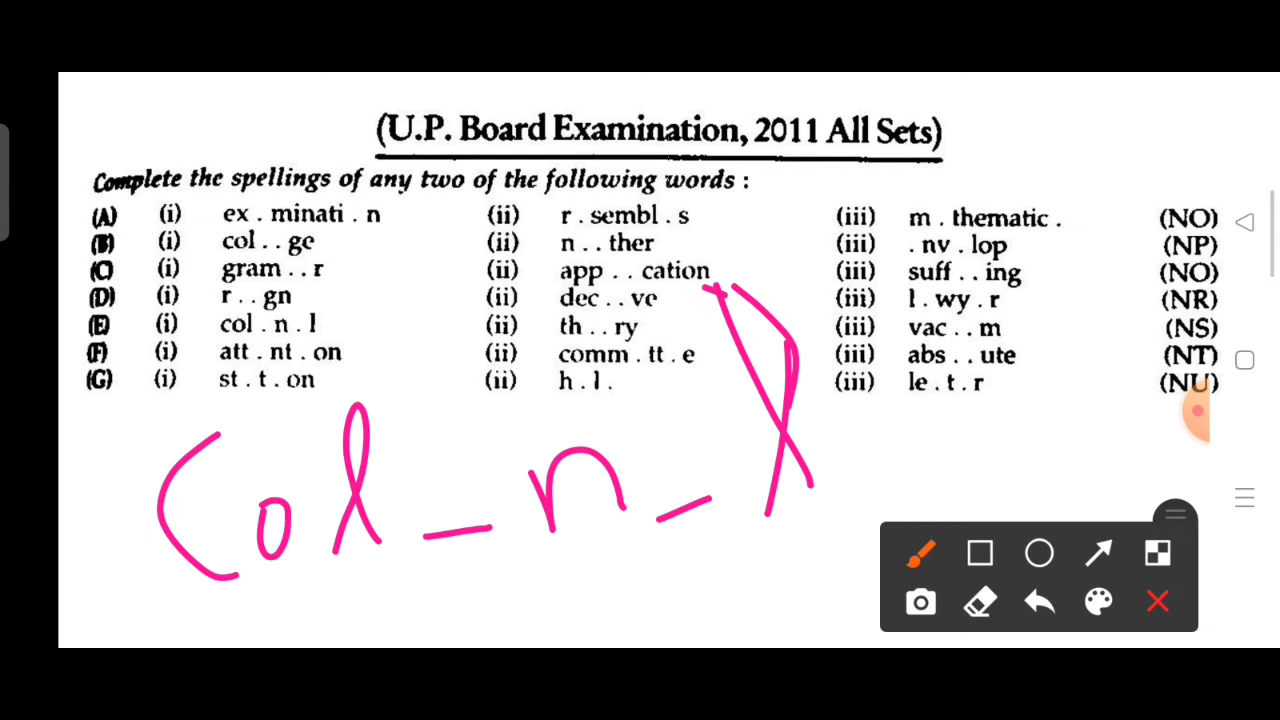 (U.P. Board Examination, 2011 All Sets)
Complete the spellings of any two of the following words :
(A) (i) ex . minati . n (ii) r . sembl . s (iii) m . thematic . (NO)
(B) (i) col . . ge (ii) n . . ther (iii) . nv . lop (NP)
(C) (i) gram . . r (ii) app . . cation (iii) suff . . ing (NO)
(D) (i) r . . gn (ii) dec . . ve (iii) l . wy . r (NR)
(E) (i) col . n . l (ii) th . . ry (iii) vac . . m (NS)
(F) (i) att . nt . on (ii) comm . tt . e (iii) abs . . ute (NT)
(G) (i) st . t . on (ii) h . l . (iii) le . t . r (NU)
Col _ n _ l